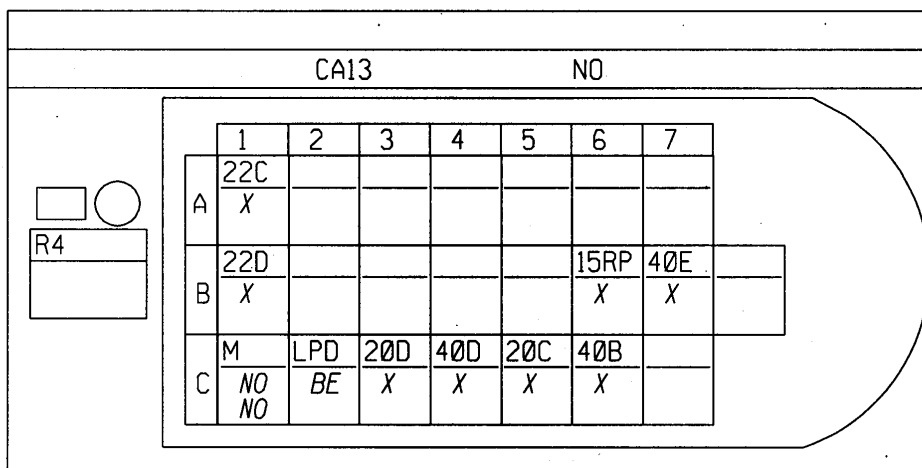 CA13 NO
1 2 3 4 5 6 7
22C
A X
R4
22D 15RP 40E
B X X X
M LPD 20D 40D 20C 40B
C NO BE X X X X
NO